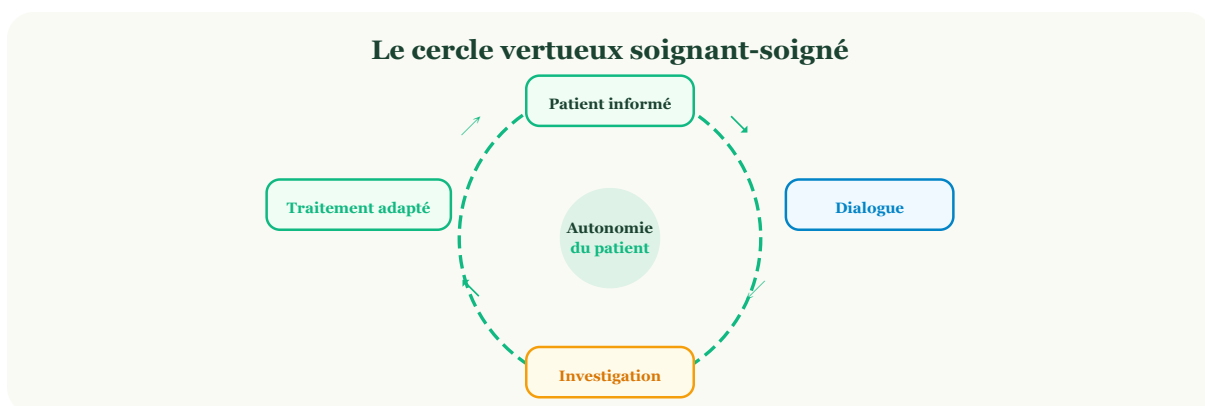 Le cercle vertueux soignant-soigné
Patient informé
Traitement adapté
Dialogue
Autonomie
du patient
Investigation